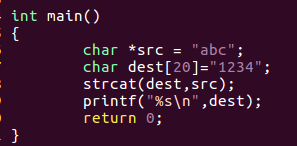 int main()
{
char *src = "abc";
char dest[20]="1234";
strcat(dest,src);
printf("%s\n",dest);
return 0;
}